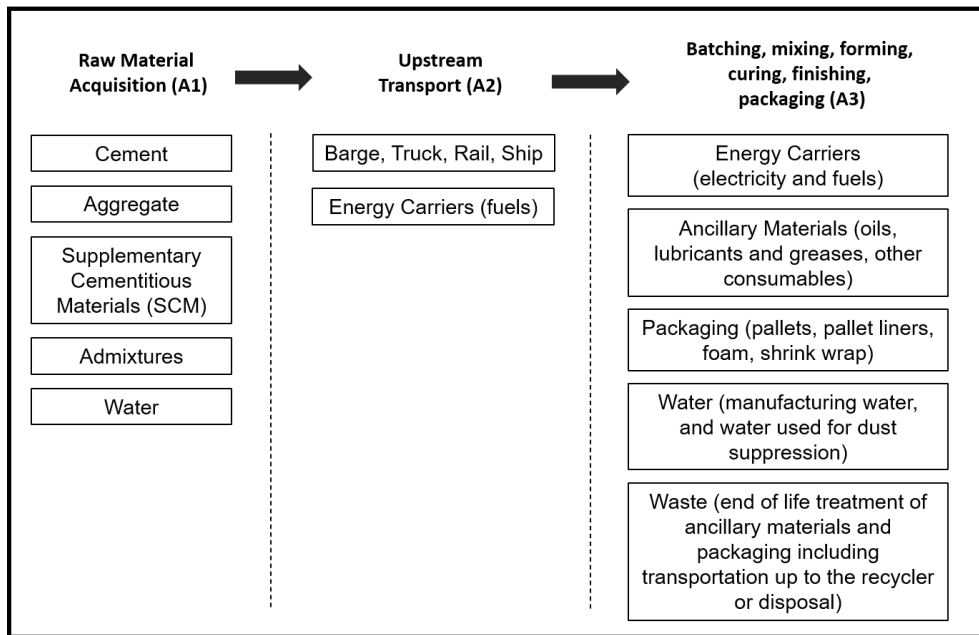 Raw Material
Acquisition (A1)
Upstream
Transport (A2)
Batching, mixing, forming,
curing, finishing,
packaging (A3)
Cement
Aggregate
Supplementary
Cementitious
Materials (SCM)
Admixtures
Water
Barge, Truck, Rail, Ship
Energy Carriers (fuels)
Energy Carriers
(electricity and fuels)
Ancillary Materials (oils,
lubricants and greases, other
consumables)
Packaging (pallets, pallet liners,
foam, shrink wrap)
Water (manufacturing water,
and water used for dust
suppression)
Waste (end of life treatment of
ancillary materials and
packaging including
transportation up to the recycler
or disposal)